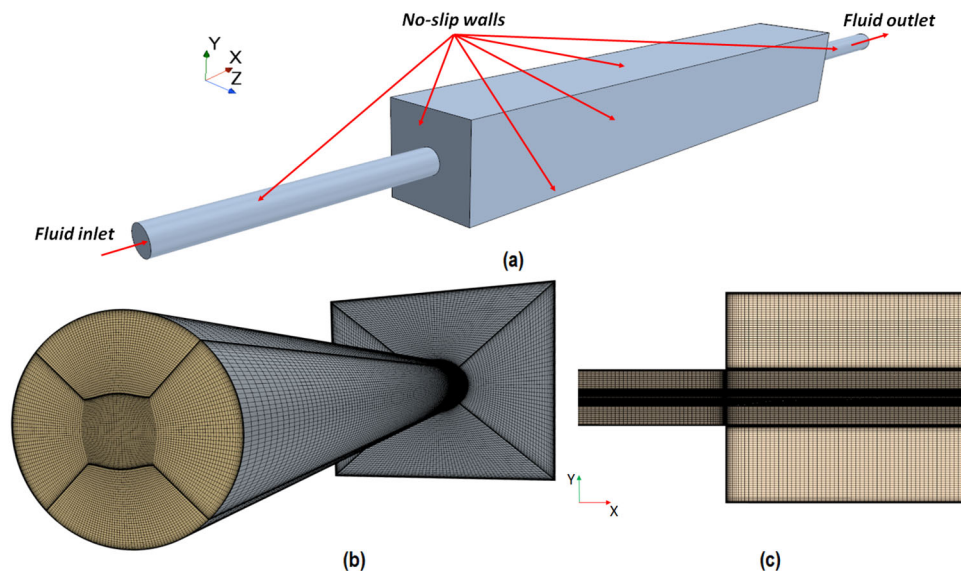 No-slip walls
Fluid outlet
Y
X
Z
Fluid inlet
(a)
Y
X
(b)
(c)